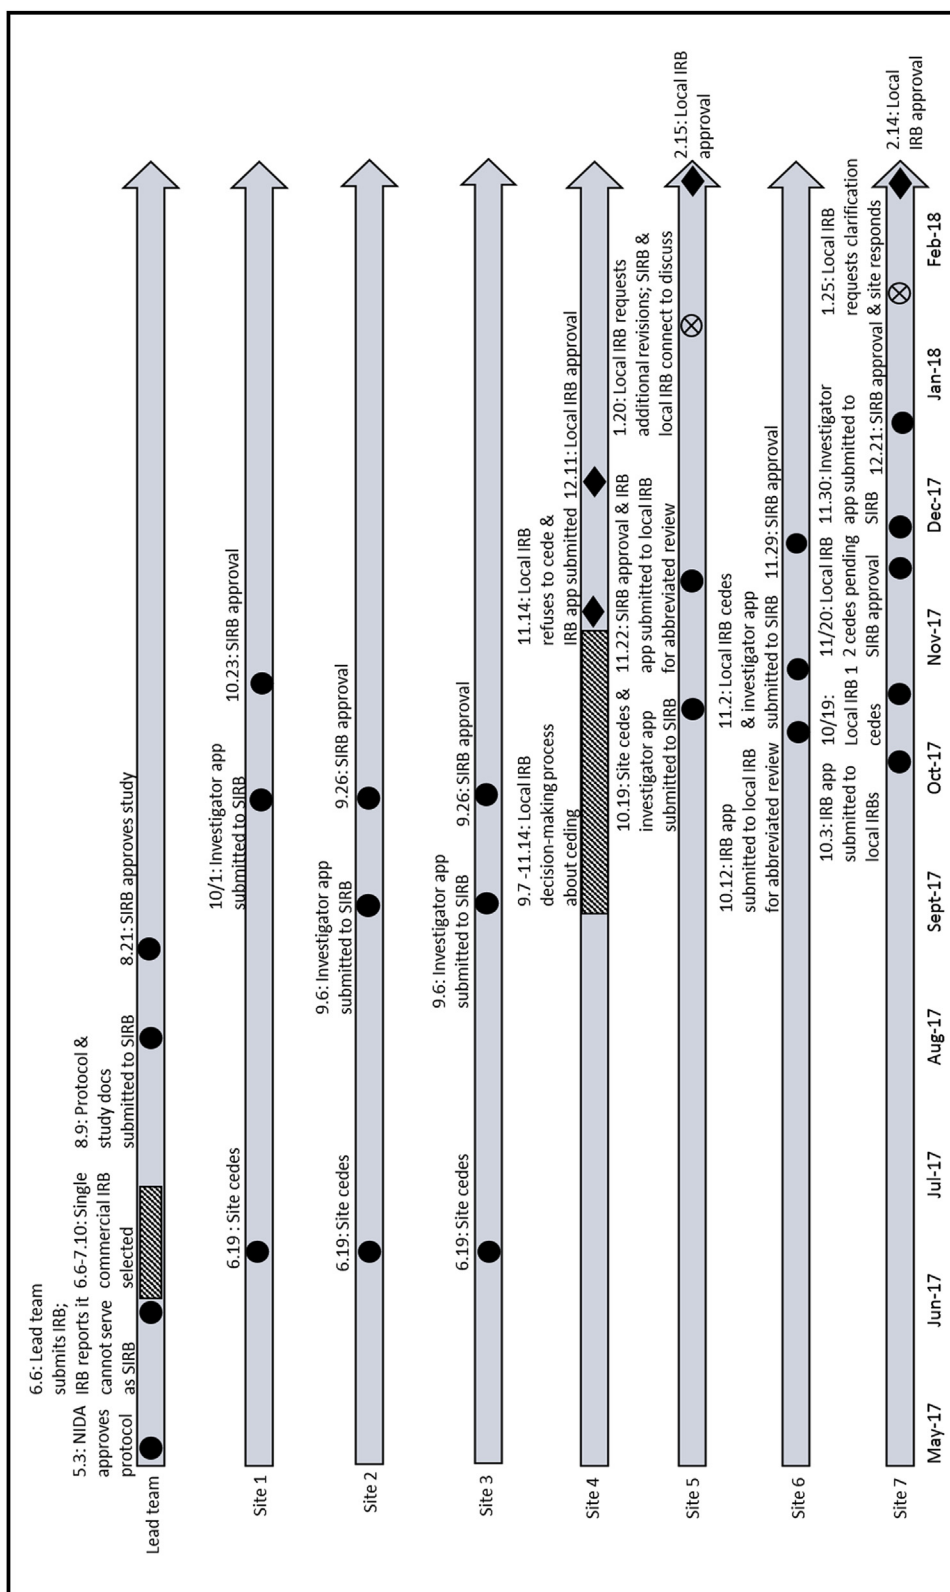 Lead team
5.3: NIDA
approves
protocol
6.6: Lead team
submits IRB;
IRB reports it
cannot serve
as SIRB
6.6-7.10: Single
commercial IRB
selected
8.9: Protocol &
study docs
submitted to SIRB
8.21: SIRB approves study
Site 1
6.19 : Site cedes
10/1: Investigator app
submitted to SIRB
10.23: SIRB approval
Site 2
6.19: Site cedes
9.6: Investigator app
submitted to SIRB
9.26: SIRB approval
Site 3
6.19: Site cedes
9.6: Investigator app
submitted to SIRB
9.26: SIRB approval
Site 4
9.7 -11.14: Local IRB
decision-making process
about ceding
11.14: Local IRB
refuses to cede &
IRB app submitted
12.11: Local IRB approval
Site 5
10.19: Site cedes &
investigator app
submitted to SIRB
11.22: SIRB approval & IRB
app submitted to local IRB
for abbreviated review
1.20: Local IRB requests
additional revisions; SIRB &
local IRB connect to discuss
2.15: Local IRB
approval
Site 6
10.12: IRB app
submitted to local IRB
for abbreviated review
11.2: Local IRB cedes
& investigator app
submitted to SIRB
11.29: SIRB approval
Site 7
10.3: IRB app
submitted to
local IRBs
10/19:
Local IRB 1
cedes
11/20: Local IRB
2 cedes pending
SIRB approval
11.30: Investigator
app submitted to
SIRB
12.21: SIRB approval
1.25: Local IRB
requests clarification
& site responds
2.14: Local
IRB approval
May-17
Jun-17
Jul-17
Aug-17
Sept-17
Oct-17
Nov-17
Dec-17
Jan-18
Feb-18